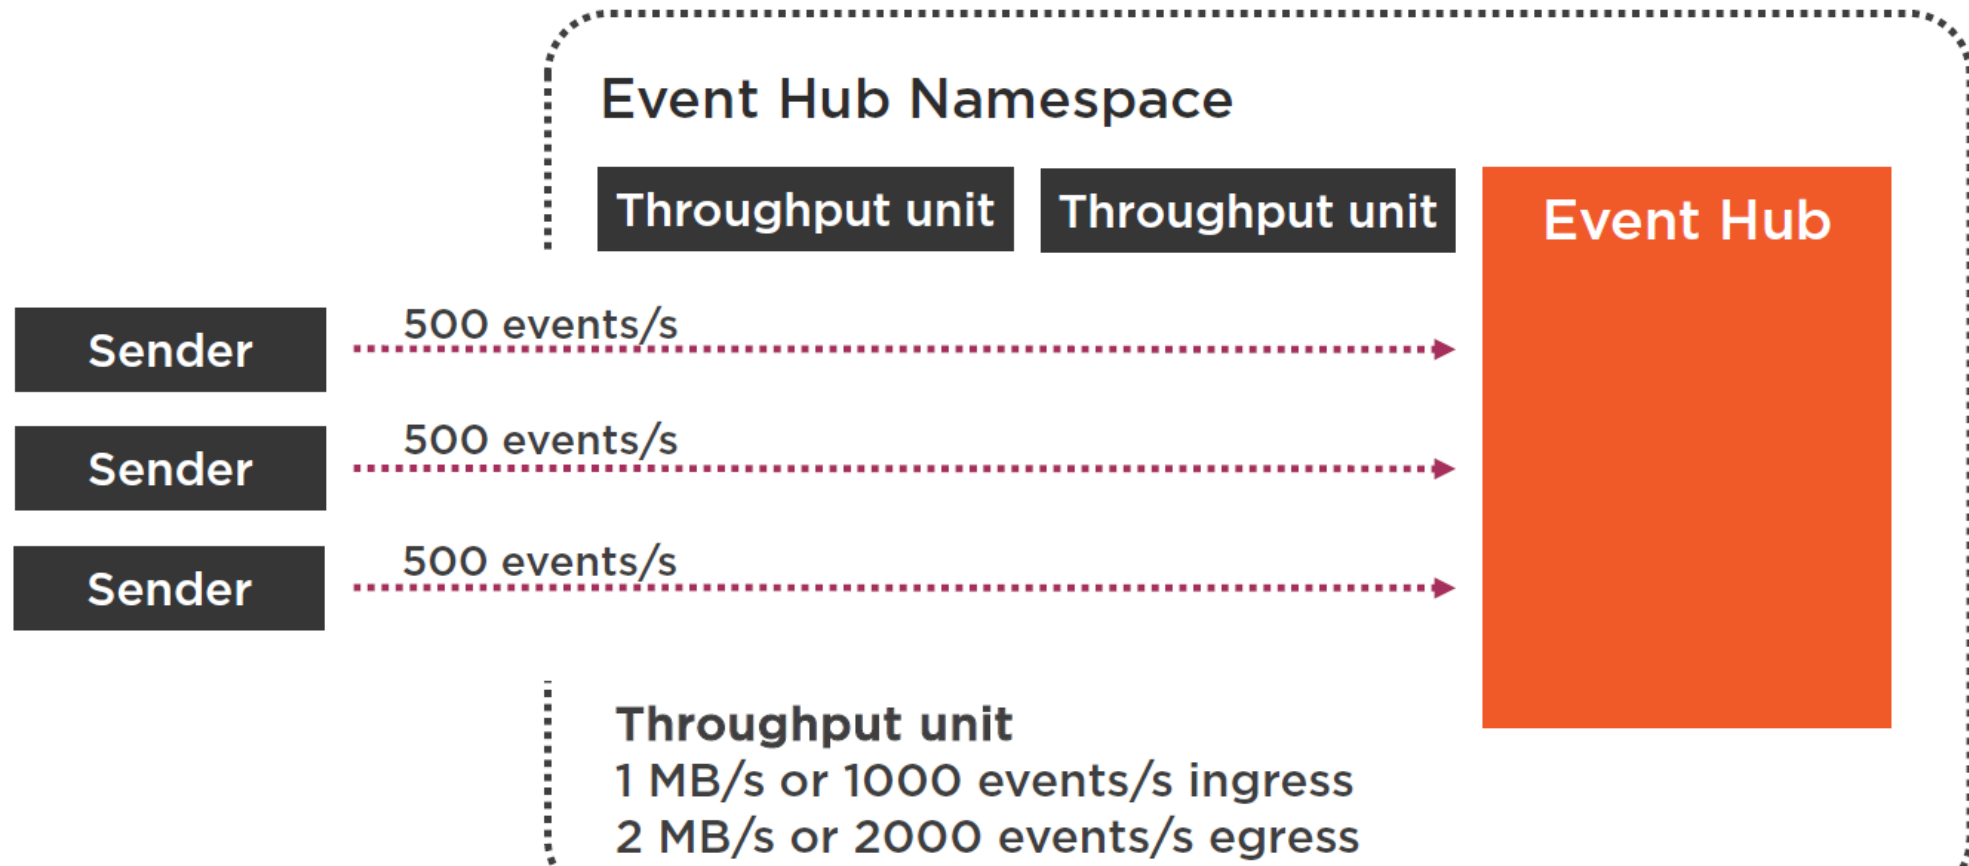 Event Hub Namespace
Throughput unit
Throughput unit
Event Hub
Sender
500 events/s
Sender
500 events/s
Sender
500 events/s
Throughput unit
1 MB/s or 1000 events/s ingress
2 MB/s or 2000 events/s egress